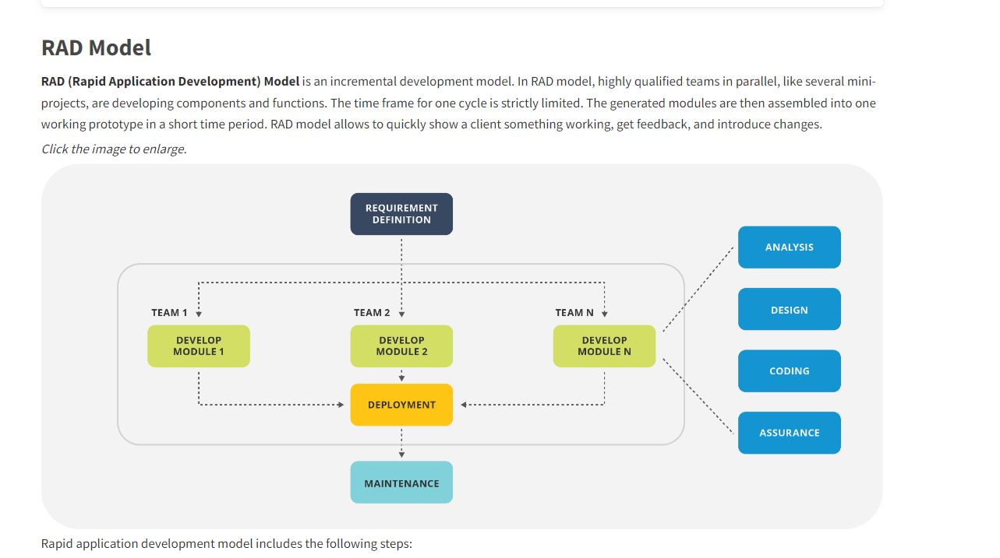 RAD Model
RAD (Rapid Application Development) Model is an incremental development model. In RAD model, highly qualified teams in parallel, like several mini-
projects, are developing components and functions. The time frame for one cycle is strictly limited. The generated modules are then assembled into one
working prototype in a short time period. RAD model allows to quickly show a client something working, get feedback, and introduce changes.
Click the image to enlarge.
REQUIREMENT
DEFINITION
TEAM 1
TEAM 2
TEAM N
DEVELOP
MODULE 1
DEVELOP
MODULE 2
DEVELOP
MODULE N
DEPLOYMENT
MAINTENANCE
ANALYSIS
DESIGN
CODING
ASSURANCE
Rapid application development model includes the following steps: